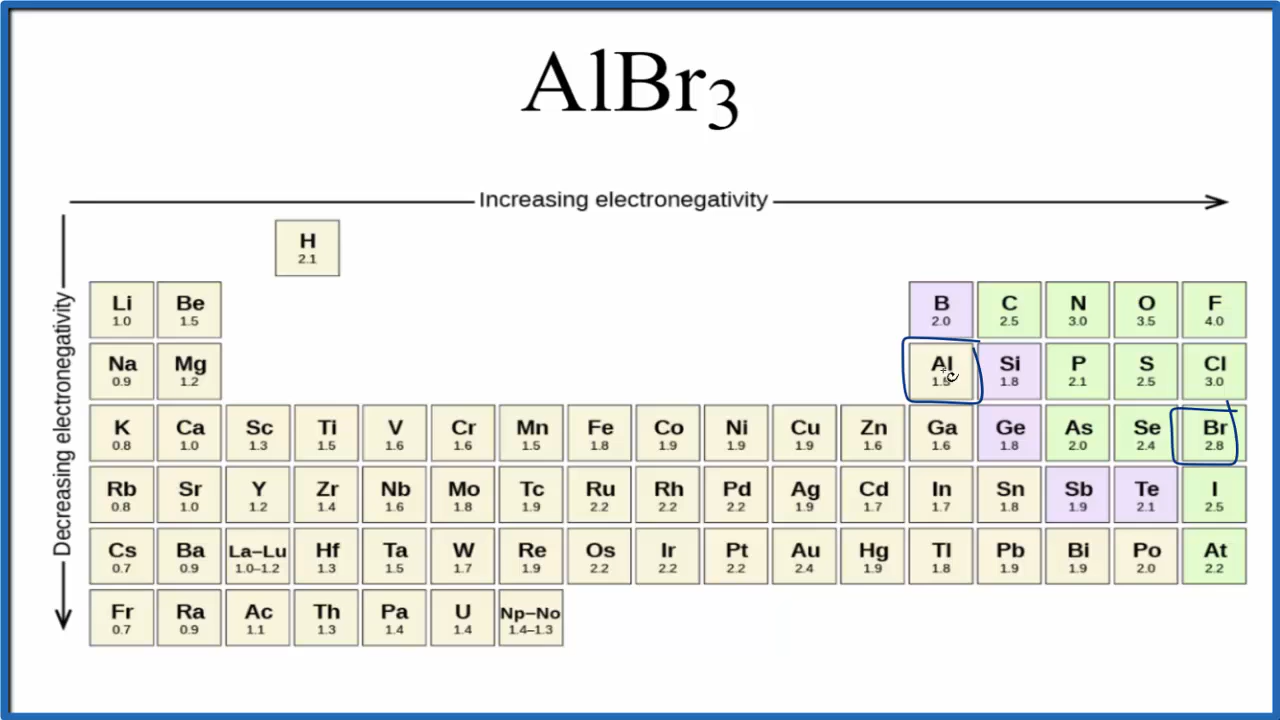 AlBr3
Increasing electronegativity
Decreasing electronegativity
H
2.1
Li Be B C N O F
1.0 1.5 2.0 2.5 3.0 3.5 4.0
Na Mg Al Si P S Cl
0.9 1.2 1.5 1.8 2.1 2.5 3.0
K Ca Sc Ti V Cr Mn Fe Co Ni Cu Zn Ga Ge As Se Br
0.8 1.0 1.3 1.5 1.6 1.6 1.5 1.8 1.9 1.9 1.9 1.6 1.6 1.8 2.0 2.4 2.8
Rb Sr Y Zr Nb Mo Tc Ru Rh Pd Ag Cd In Sn Sb Te I
0.8 1.0 1.2 1.4 1.6 1.8 1.9 2.2 2.2 2.2 1.9 1.7 1.7 1.8 1.9 2.1 2.5
Cs Ba La–Lu Hf Ta W Re Os Ir Pt Au Hg Tl Pb Bi Po At
0.7 0.9 1.0–1.2 1.3 1.5 1.7 1.9 2.2 2.2 2.2 2.4 1.9 1.8 1.9 1.9 2.0 2.2
Fr Ra Ac Th Pa U Np–No
0.7 0.9 1.1 1.3 1.4 1.4 1.4–1.3